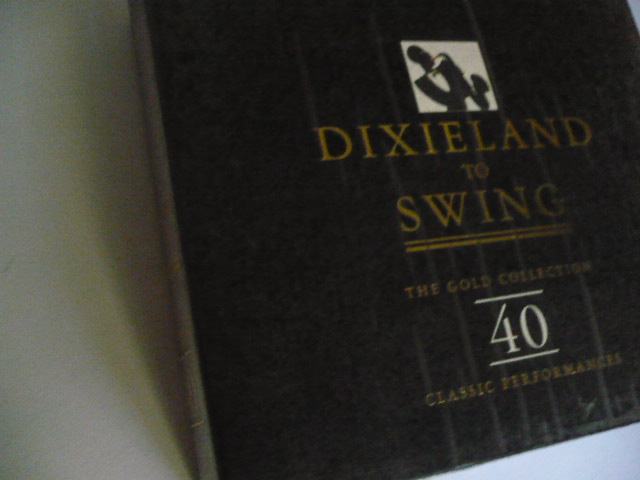 DIXIELAND
TO
SWING
THE GOLD COLLECTION
40
CLASSIC PERFORMANCES